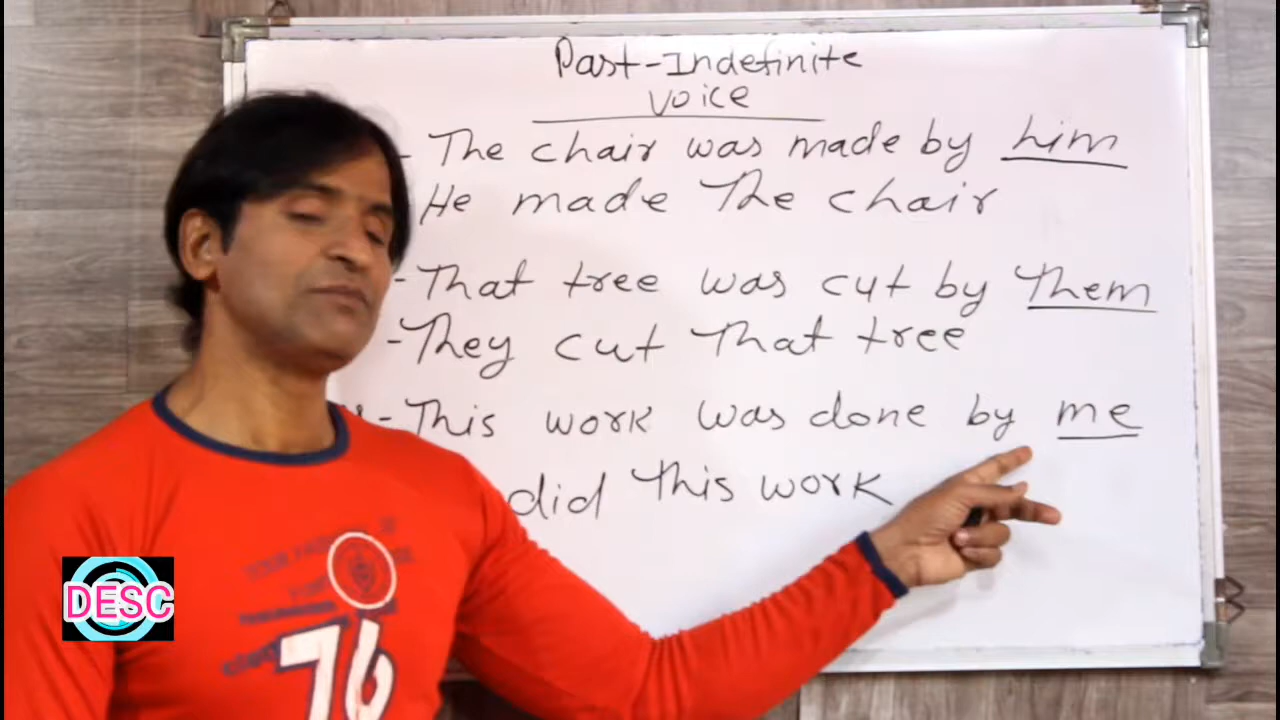 Past-Indefinite
Voice
- The chair was made by him
He made The chair
- That tree was cut by Them
- They cut That tree
- This work was done by me
did This work
DESC
76